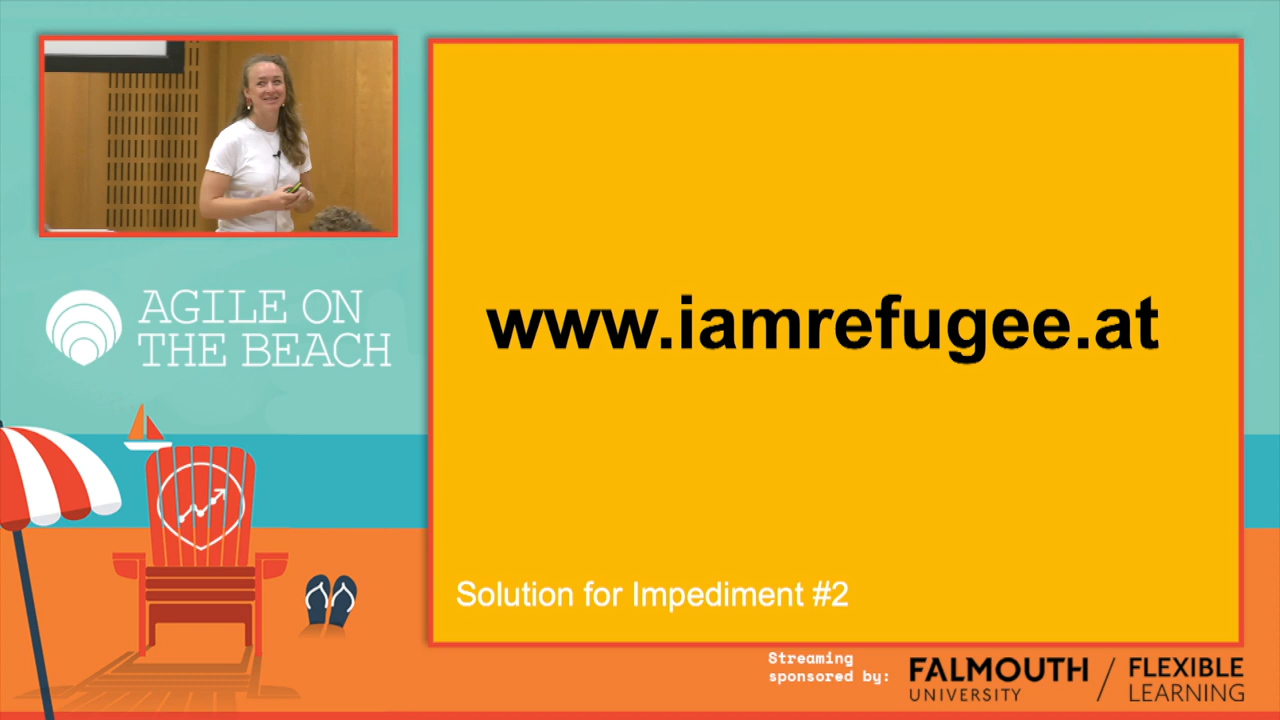 AGILE ON
THE BEACH
www.iamrefugee.at
Solution for Impediment #2
Streaming
sponsored by:
FALMOUTH
UNIVERSITY
/
FLEXIBLE
LEARNING